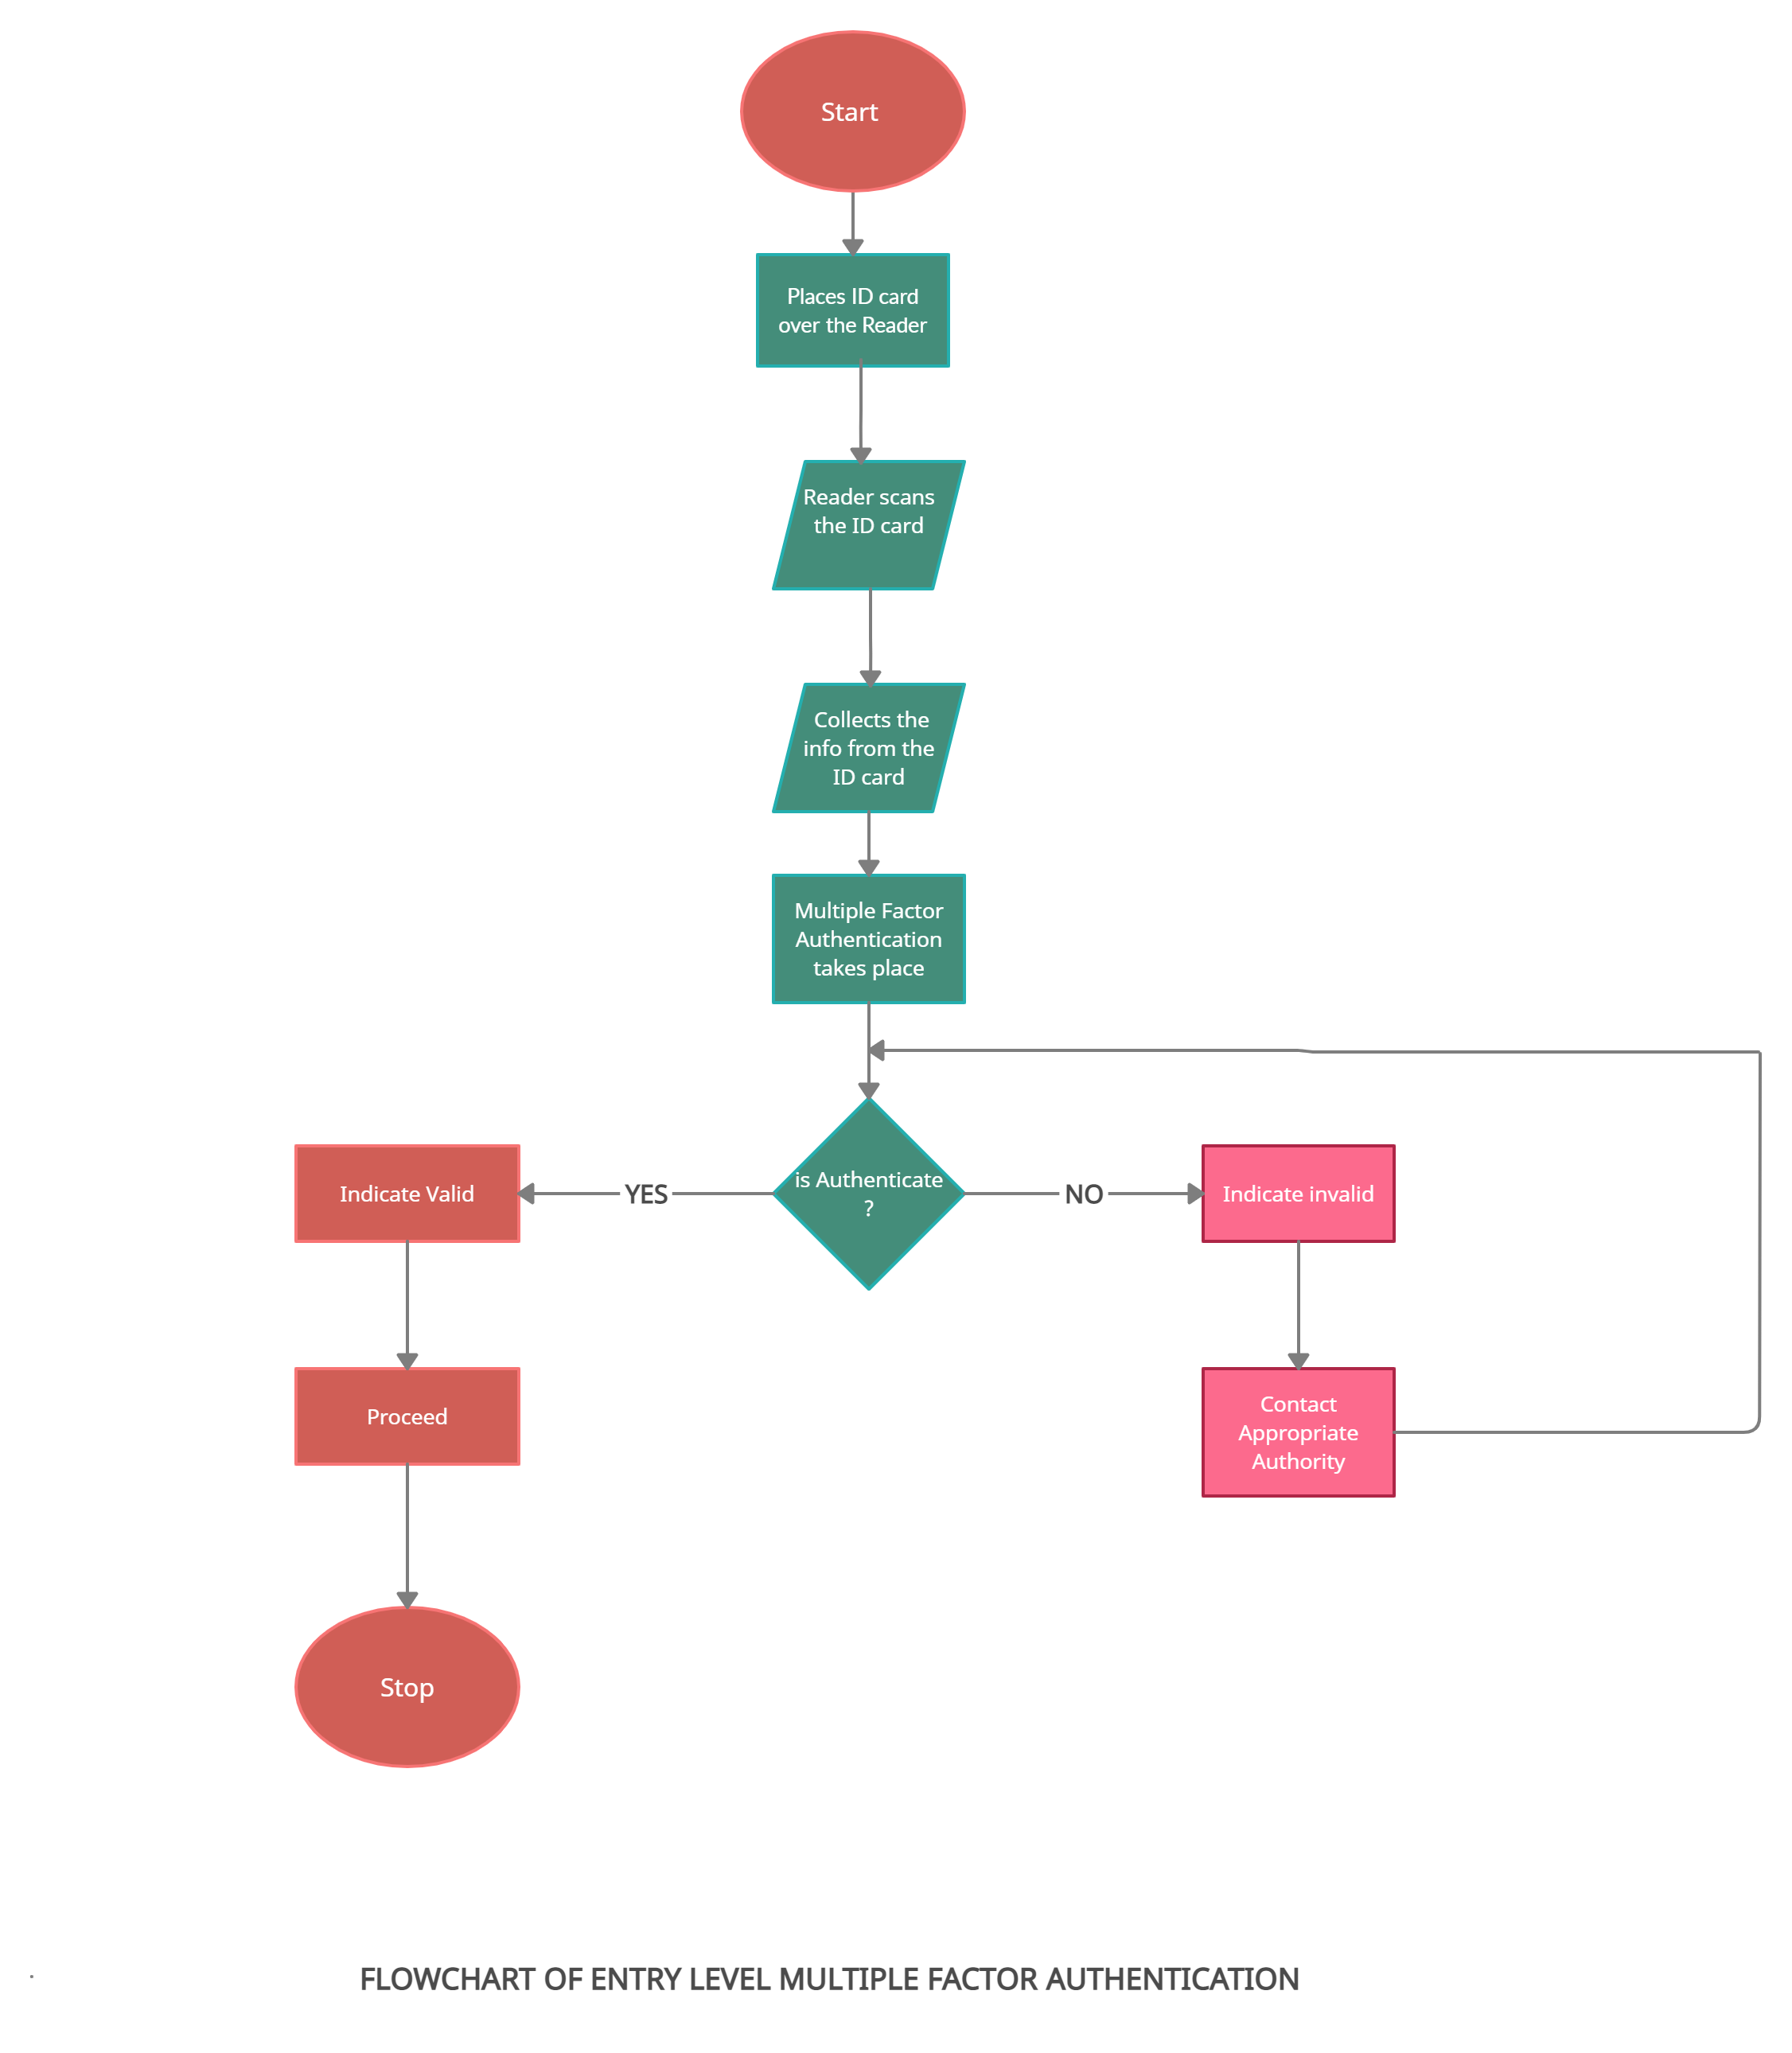 Start
Places ID card
over the Reader
Reader scans
the ID card
Collects the
info from the
ID card
Multiple Factor
Authentication
takes place
is Authenticate
?
YES
NO
Indicate Valid
Indicate invalid
Proceed
Contact
Appropriate
Authority
Stop
FLOWCHART OF ENTRY LEVEL MULTIPLE FACTOR AUTHENTICATION